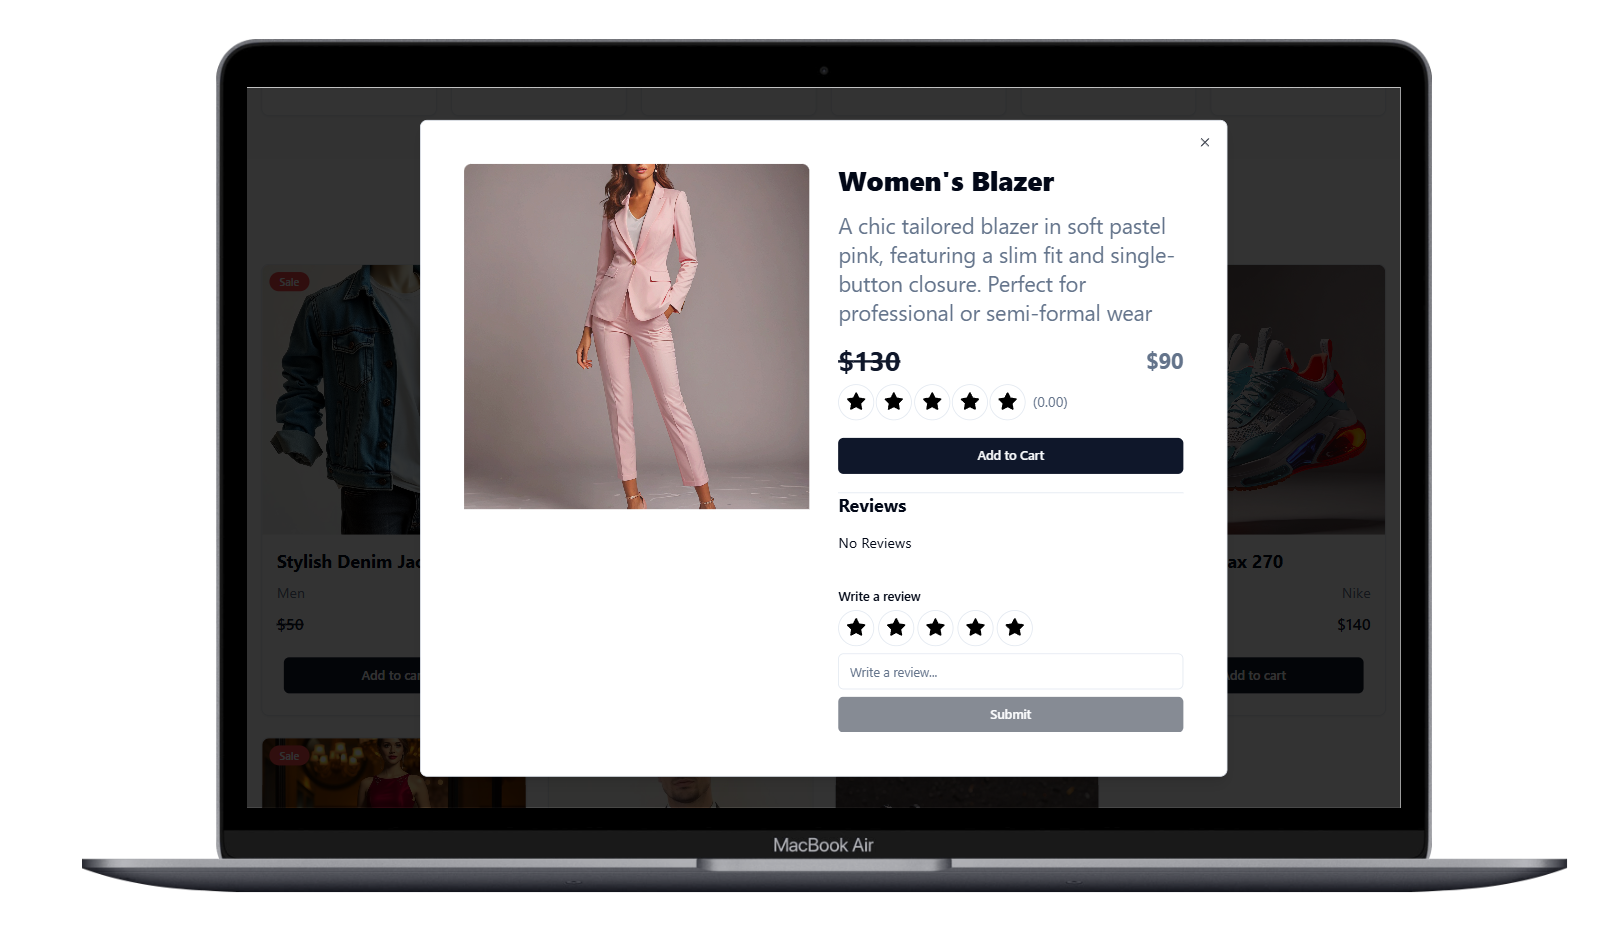 Women's Blazer
A chic tailored blazer in soft pastel
pink, featuring a slim fit and single-
button closure. Perfect for
professional or semi-formal wear
$130 $90
(0.00)
Add to Cart
Reviews
No Reviews
Write a review
Write a review...
Submit
Sale
Stylish Denim Jac
Men
$50
Add to car
ax 270
Nike
$140
dd to cart
Sale
MacBook Air